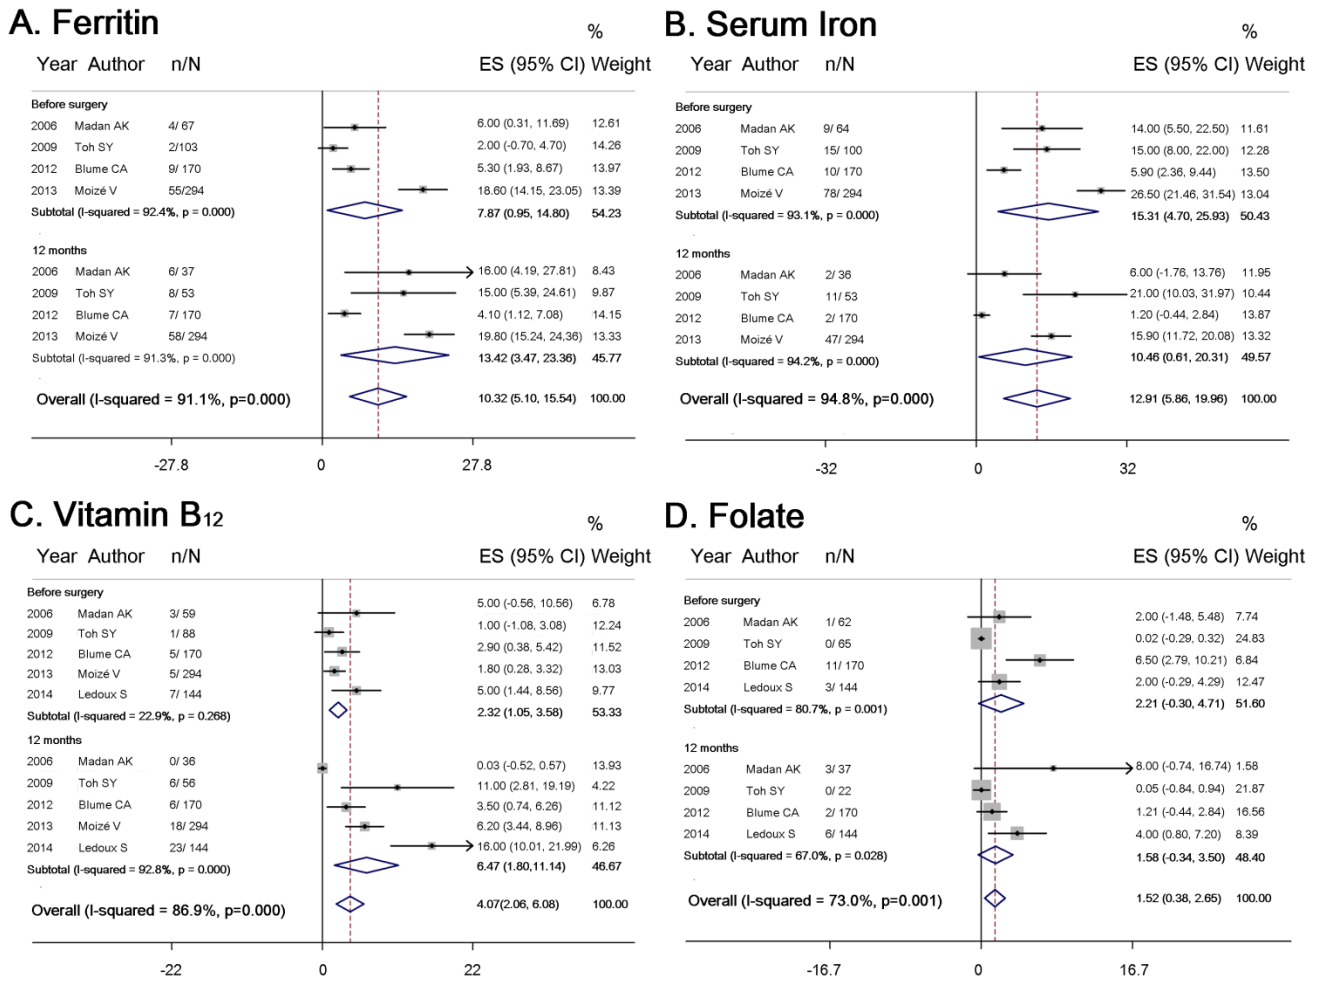 A. Ferritin
%
Year Author n/N ES (95% CI) Weight
Before surgery
2006 Madan AK 4/ 67 6.00 (0.31, 11.69) 12.61
2009 Toh SY 2/103 2.00 (-0.70, 4.70) 14.26
2012 Blume CA 9/ 170 5.30 (1.93, 8.67) 13.97
2013 Moizé V 55/294 18.60 (14.15, 23.05) 13.39
Subtotal (I-squared = 92.4%, p = 0.000) 7.87 (0.95, 14.80) 54.23
12 months
2006 Madan AK 6/ 37 16.00 (4.19, 27.81) 8.43
2009 Toh SY 8/ 53 15.00 (5.39, 24.61) 9.87
2012 Blume CA 7/ 170 4.10 (1.12, 7.08) 14.15
2013 Moizé V 58/ 294 19.80 (15.24, 24.36) 13.33
Subtotal (I-squared = 91.3%, p = 0.000) 13.42 (3.47, 23.36) 45.77
Overall (I-squared = 91.1%, p=0.000) 10.32 (5.10, 15.54) 100.00
-27.8 0 27.8
B. Serum Iron
%
Year Author n/N ES (95% CI) Weight
Before surgery
2006 Madan AK 9/ 64 14.00 (5.50, 22.50) 11.61
2009 Toh SY 15/ 100 15.00 (8.00, 22.00) 12.28
2012 Blume CA 10/ 170 5.90 (2.36, 9.44) 13.50
2013 Moizé V 78/ 294 26.50 (21.46, 31.54) 13.04
Subtotal (I-squared = 93.1%, p = 0.000) 15.31 (4.70, 25.93) 50.43
12 months
2006 Madan AK 2/ 36 6.00 (-1.76, 13.76) 11.95
2009 Toh SY 11/ 53 21.00 (10.03, 31.97) 10.44
2012 Blume CA 2/ 170 1.20 (-0.44, 2.84) 13.87
2013 Moizé V 47/ 294 15.90 (11.72, 20.08) 13.32
Subtotal (I-squared = 94.2%, p = 0.000) 10.46 (0.61, 20.31) 49.57
Overall (I-squared = 94.8%, p=0.000) 12.91 (5.86, 19.96) 100.00
-32 0 32
C. Vitamin B12
%
Year Author n/N ES (95% CI) Weight
Before surgery
2006 Madan AK 3/ 59 5.00 (-0.56, 10.56) 6.78
2009 Toh SY 1/ 88 1.00 (-1.08, 3.08) 12.24
2012 Blume CA 5/ 170 2.90 (0.38, 5.42) 11.52
2013 Moizé V 5/ 294 1.80 (0.28, 3.32) 13.03
2014 Ledoux S 7/ 144 5.00 (1.44, 8.56) 9.77
Subtotal (I-squared = 22.9%, p = 0.268) 2.32 (1.05, 3.58) 53.33
12 months
2006 Madan AK 0/ 36 0.03 (-0.52, 0.57) 13.93
2009 Toh SY 6/ 56 11.00 (2.81, 19.19) 4.22
2012 Blume CA 6/ 170 3.50 (0.74, 6.26) 11.12
2013 Moizé V 18/ 294 6.20 (3.44, 8.96) 11.13
2014 Ledoux S 23/ 144 16.00 (10.01, 21.99) 6.26
Subtotal (I-squared = 92.8%, p = 0.000) 6.47 (1.80,11.14) 46.67
Overall (I-squared = 86.9%, p=0.000) 4.07(2.06, 6.08) 100.00
-22 0 22
D. Folate
%
Year Author n/N ES (95% CI) Weight
Before surgery
2006 Madan AK 1/ 62 2.00 (-1.48, 5.48) 7.74
2009 Toh SY 0/ 65 0.02 (-0.29, 0.32) 24.83
2012 Blume CA 11/ 170 6.50 (2.79, 10.21) 6.84
2014 Ledoux S 3/ 144 2.00 (-0.29, 4.29) 12.47
Subtotal (I-squared = 80.7%, p = 0.001) 2.21 (-0.30, 4.71) 51.60
12 months
2006 Madan AK 3/ 37 8.00 (-0.74, 16.74) 1.58
2009 Toh SY 0/ 22 0.05 (-0.84, 0.94) 21.87
2012 Blume CA 2/ 170 1.21 (-0.44, 2.84) 16.56
2014 Ledoux S 6/ 144 4.00 (0.80, 7.20) 8.39
Subtotal (I-squared = 67.0%, p = 0.028) 1.58 (-0.34, 3.50) 48.40
Overall (I-squared = 73.0%, p=0.001) 1.52 (0.38, 2.65) 100.00
-16.7 0 16.7